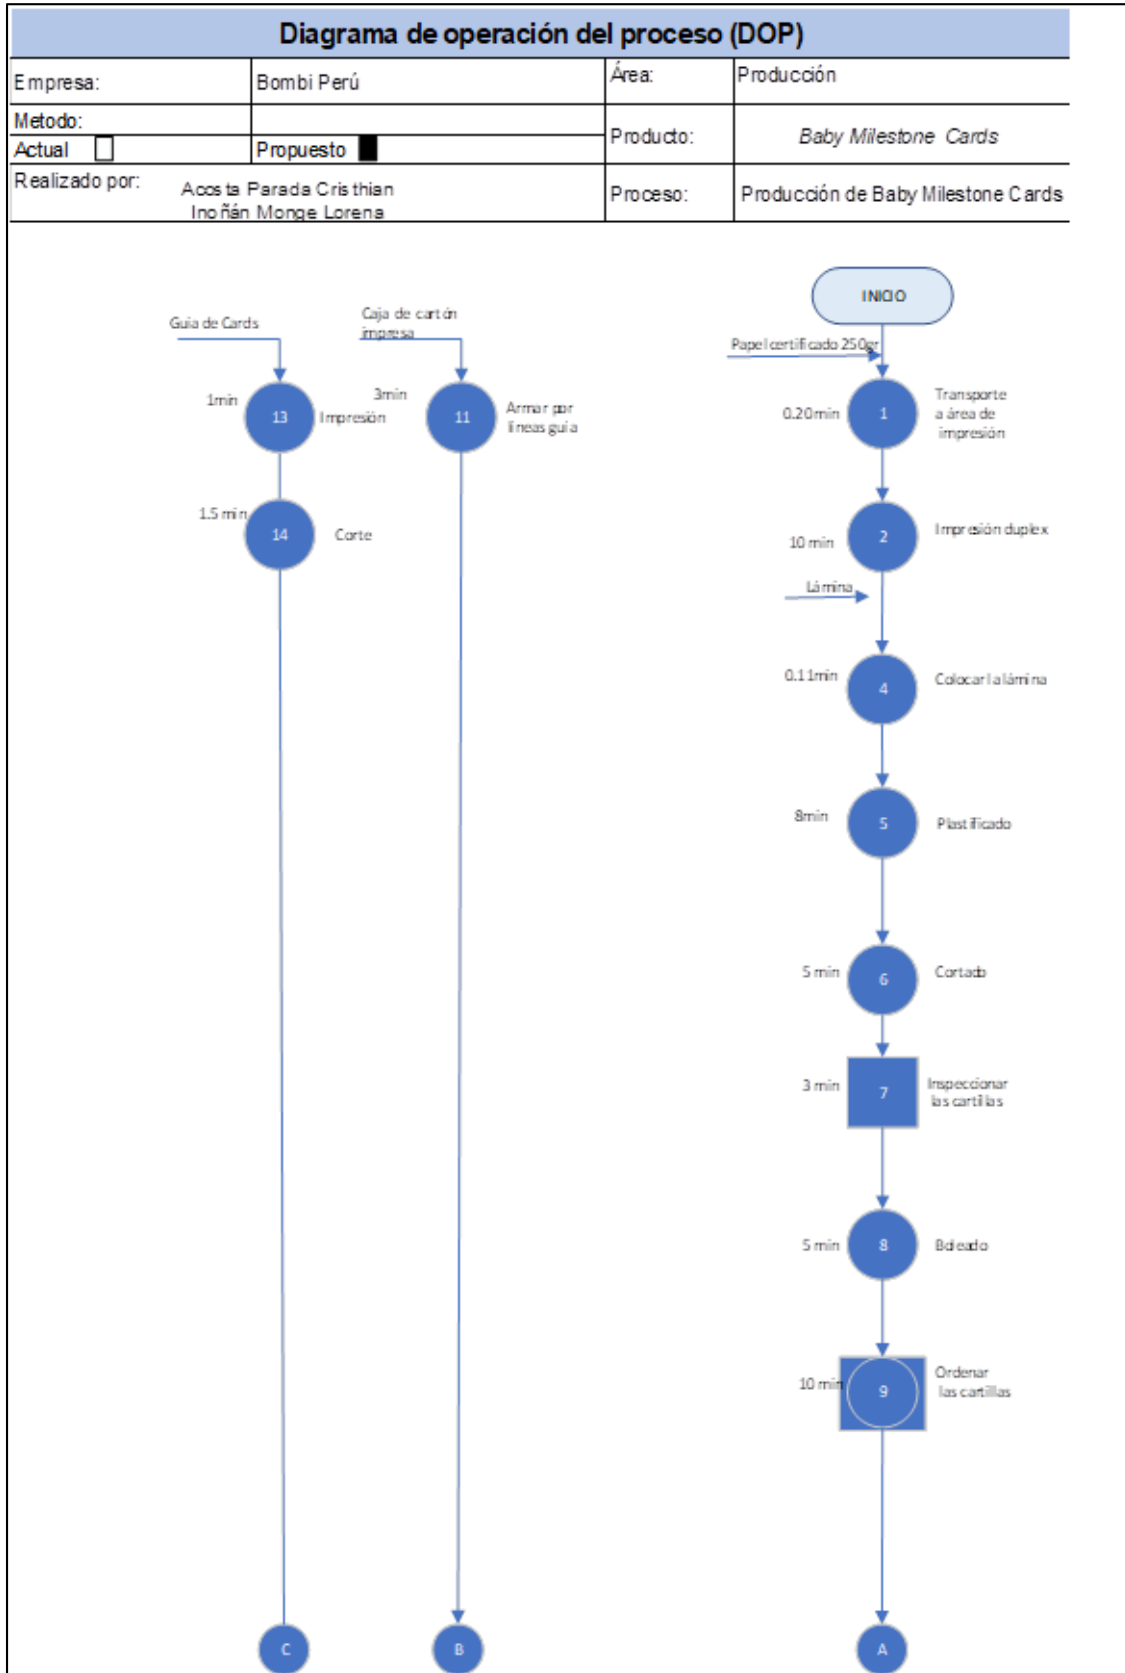 Diagrama de operación del proceso (DOP)
Empresa:
Bombi Perú
Área:
Producción
Metodo:
Actual
Propuesto
Producto:
Baby Milestone Cards
Realizado por:
Acosta Parada Cristhian
Inoñán Monge Lorena
Proceso:
Producción de Baby Milestone Cards
INICIO
Guia de Cards
Caja de cartón
impresa
Papel certificado 250gr
1min
13
Impresión
3min
11
Armar por
líneas guía
0.20min
1
Transporte
a área de
impresión
1.5 min
14
Corte
10 min
2
Impresión duplex
Lámina
0.11min
4
Colocar la lámina
8min
5
Plastificado
5 min
6
Cortado
3 min
7
Inspeccionar
las cartillas
5 min
8
Boleado
10 min
9
Ordenar
las cartillas
C
B
A